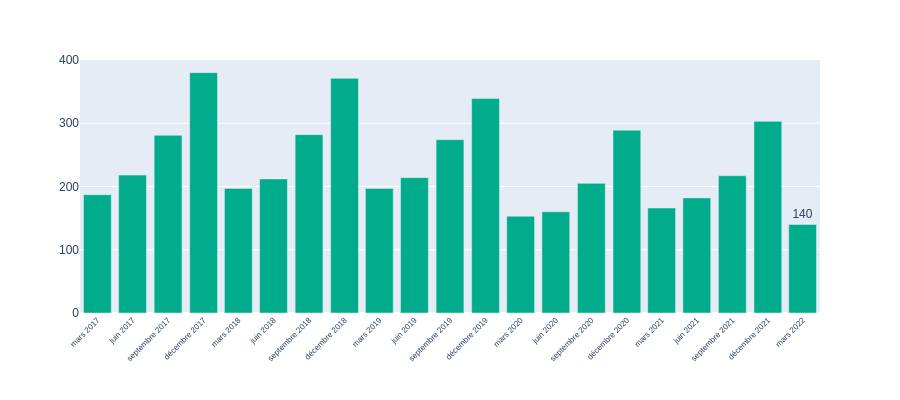 400
300
200
100
0
140
mars 2017
juin 2017
septembre 2017
décembre 2017
mars 2018
juin 2018
septembre 2018
décembre 2018
mars 2019
juin 2019
septembre 2019
décembre 2019
mars 2020
juin 2020
septembre 2020
décembre 2020
mars 2021
juin 2021
septembre 2021
décembre 2021
mars 2022